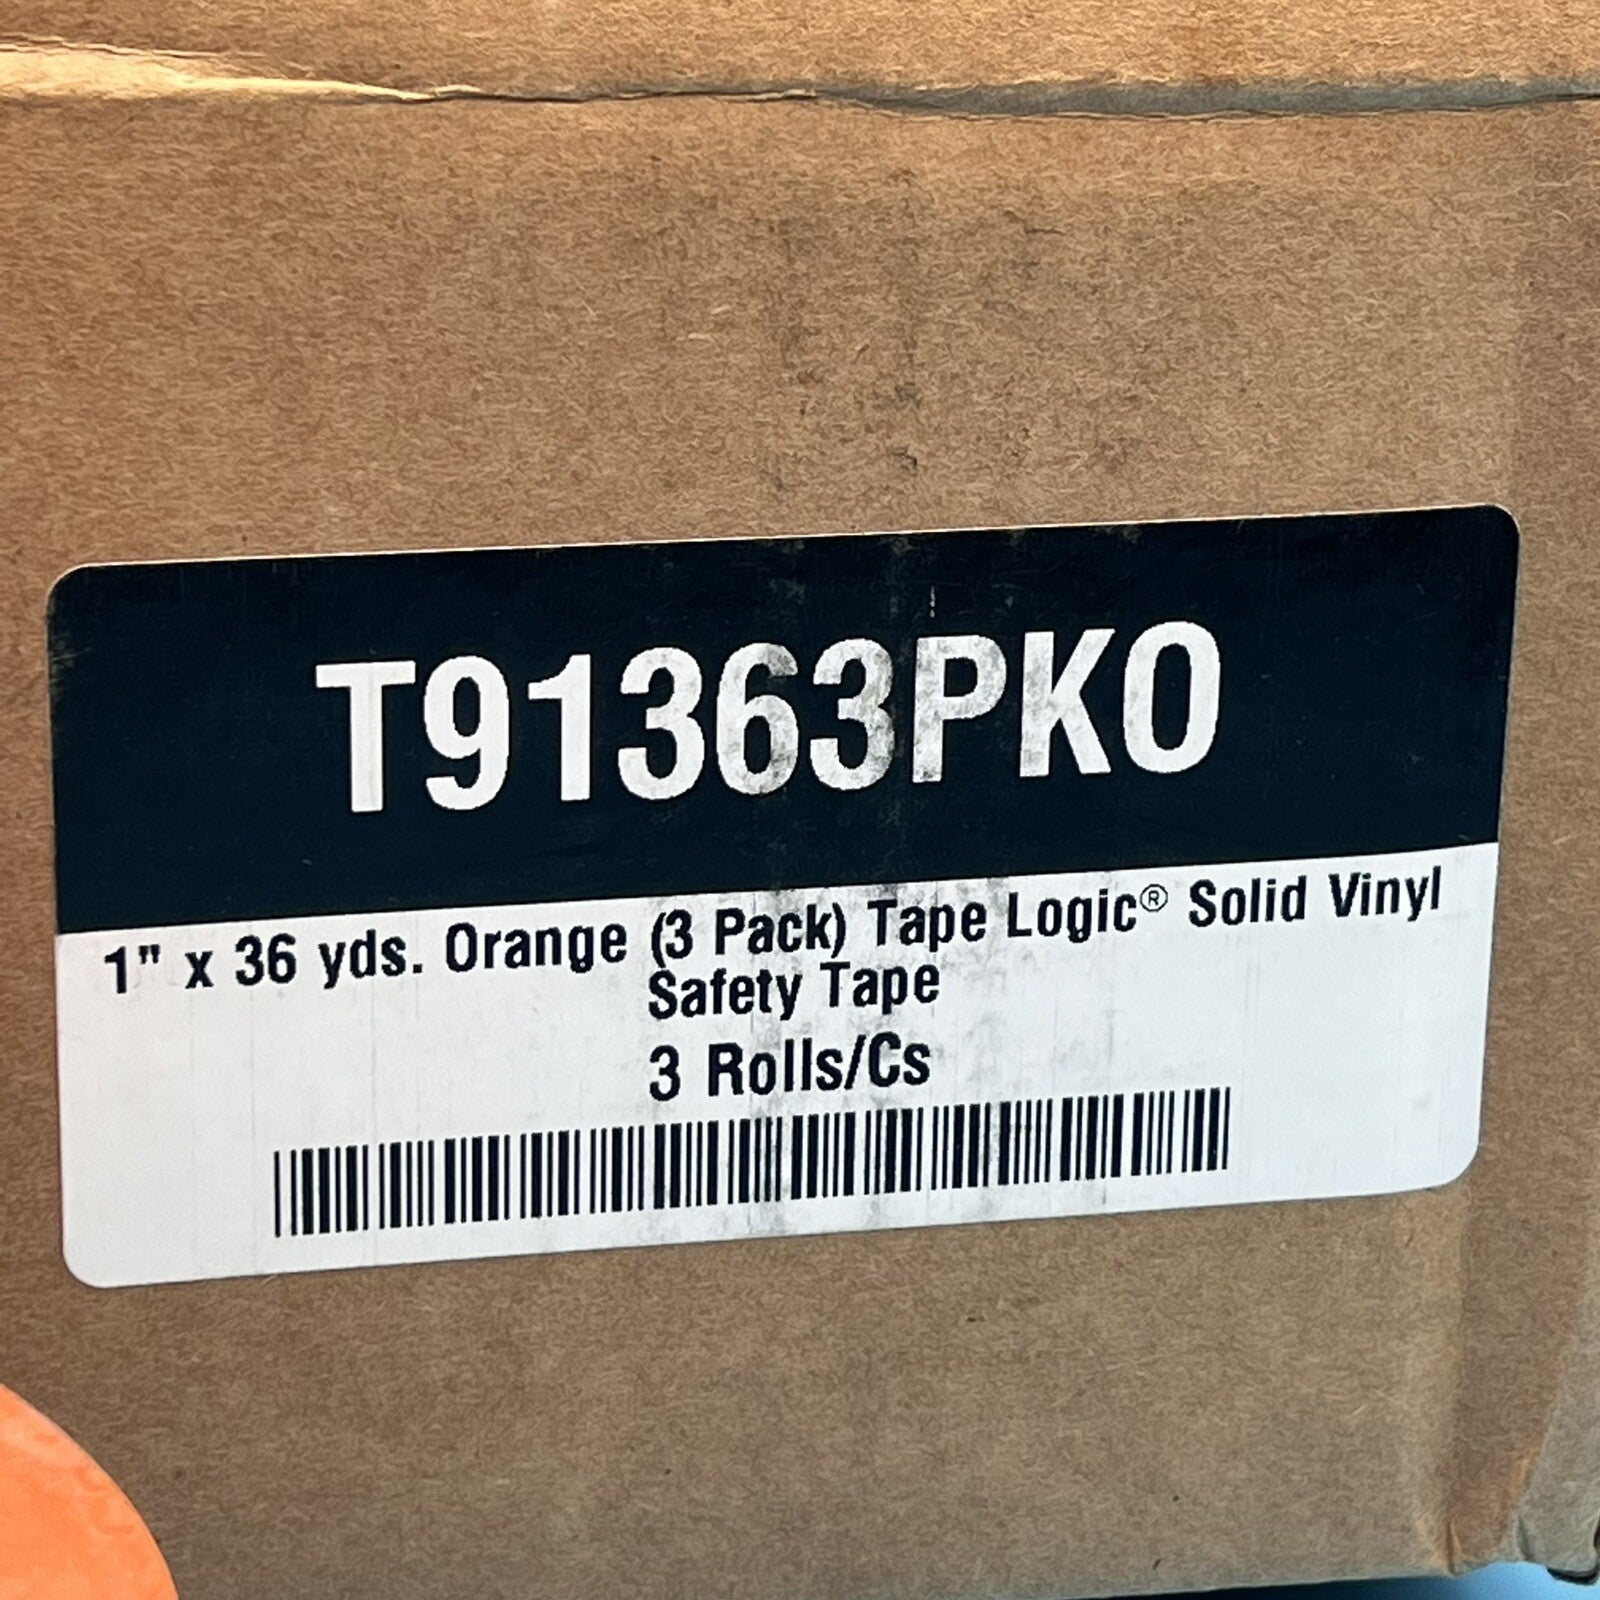 T91363PKO
1" x 36 yds. Orange (3 Pack) Tape Logic® Solid Vinyl
Safety Tape
3 Rolls/Cs